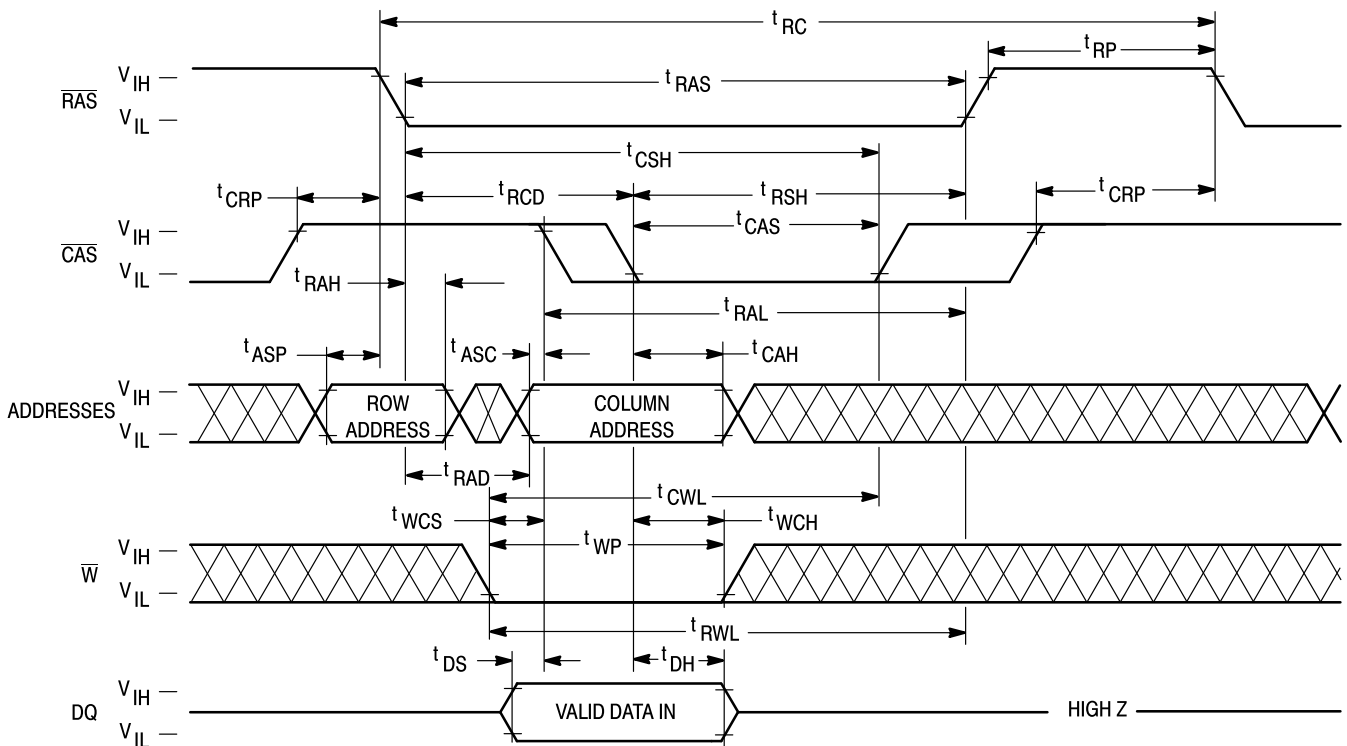 t RC
t RP
RAS
V IH
V IL
t RAS
t CSH
t CRP
t RCD
t RSH
t CRP
CAS
V IH
V IL
t CAS
t RAH
t RAL
t ASP
t ASC
t CAH
ADDRESSES
V IH
V IL
ROW
ADDRESS
COLUMN
ADDRESS
t RAD
t CWL
t WCS
t WCH
t WP
W
V IH
V IL
t RWL
t DS
t DH
DQ
V IH
V IL
VALID DATA IN
HIGH Z